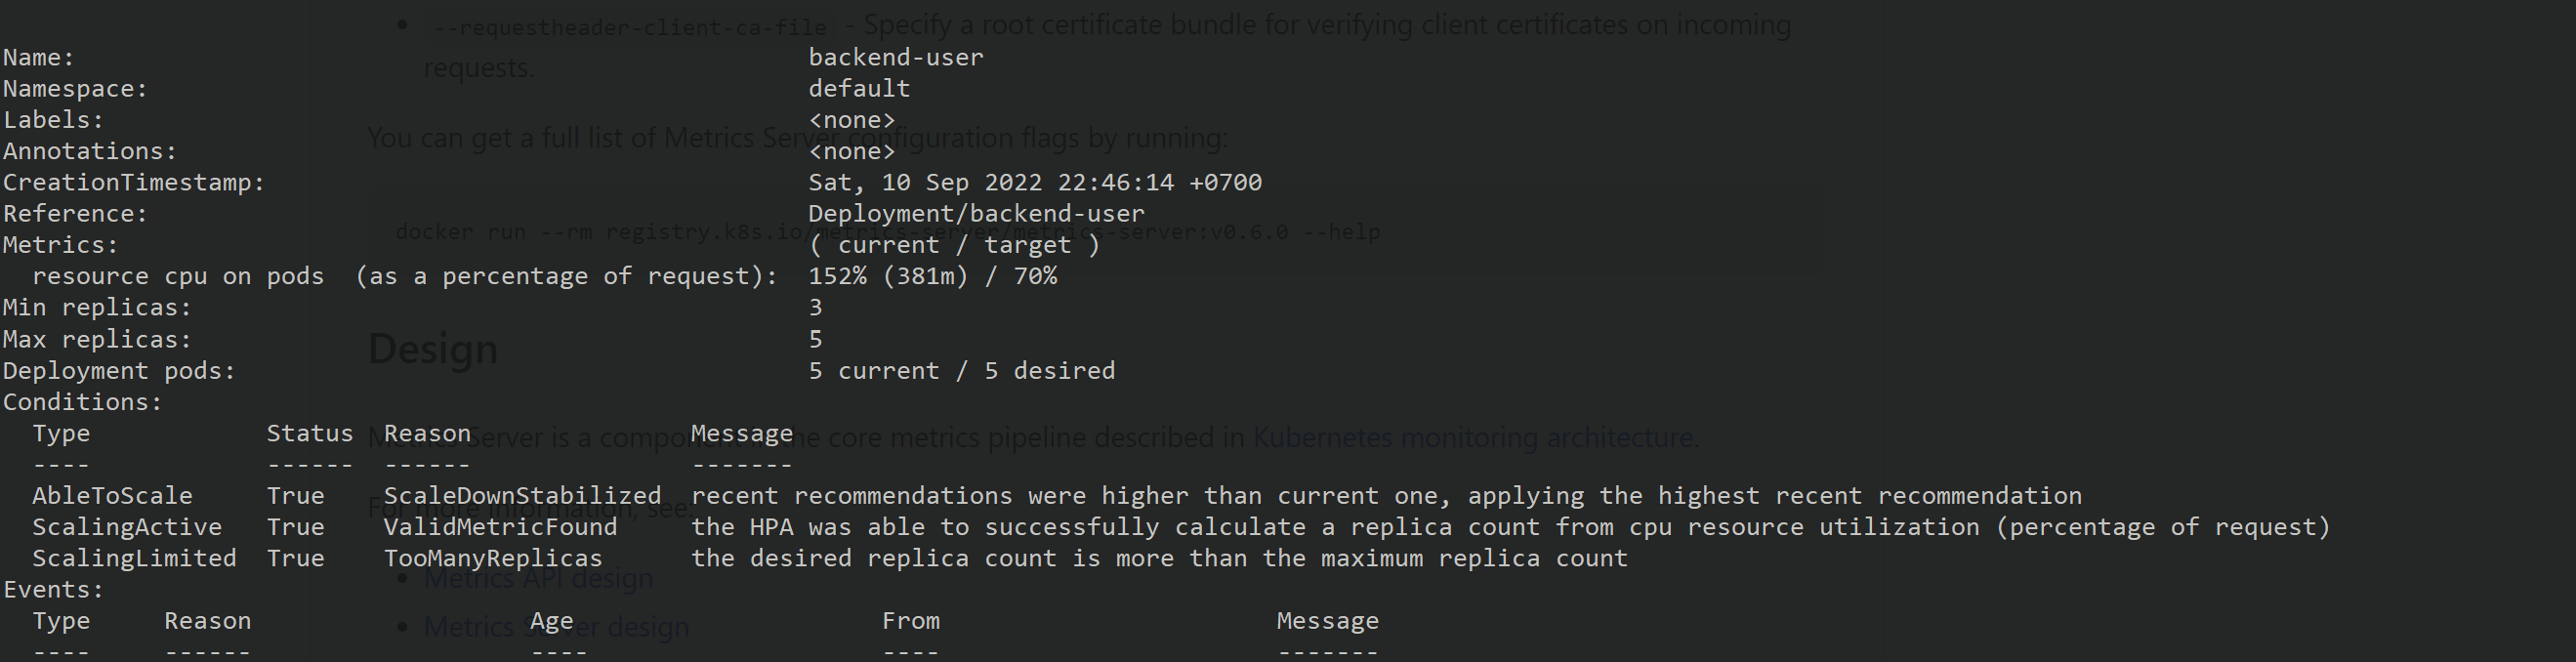 --requestheader-client-ca-file - Specify a root certificate bundle for verifying client certificates on incoming
requests.
Name: backend-user
Namespace: default
Labels: <none>
You can get a full list of Metrics Server configuration flags by running:
Annotations: <none>
CreationTimestamp: Sat, 10 Sep 2022 22:46:14 +0700
Reference: Deployment/backend-user
docker run --rm registry.k8s.io/metrics-server/metrics-server:v0.6.0 --help
Metrics: ( current / target )
resource cpu on pods (as a percentage of request): 152% (381m) / 70%
Min replicas: 3
Max replicas: 5
Design
Deployment pods: 5 current / 5 desired
Conditions:
Type Status Reason Message
Metrics Server is a component in the core metrics pipeline described in Kubernetes monitoring architecture.
---- ------ ------ -------
AbleToScale True ScaleDownStabilized recent recommendations were higher than current one, applying the highest recent recommendation
For more information, see:
ScalingActive True ValidMetricFound the HPA was able to successfully calculate a replica count from cpu resource utilization (percentage of request)
ScalingLimited True TooManyReplicas the desired replica count is more than the maximum replica count
Metrics API design
Events:
Type Reason Age From Message
Metrics Server design
---- ------ ---- ---- -------